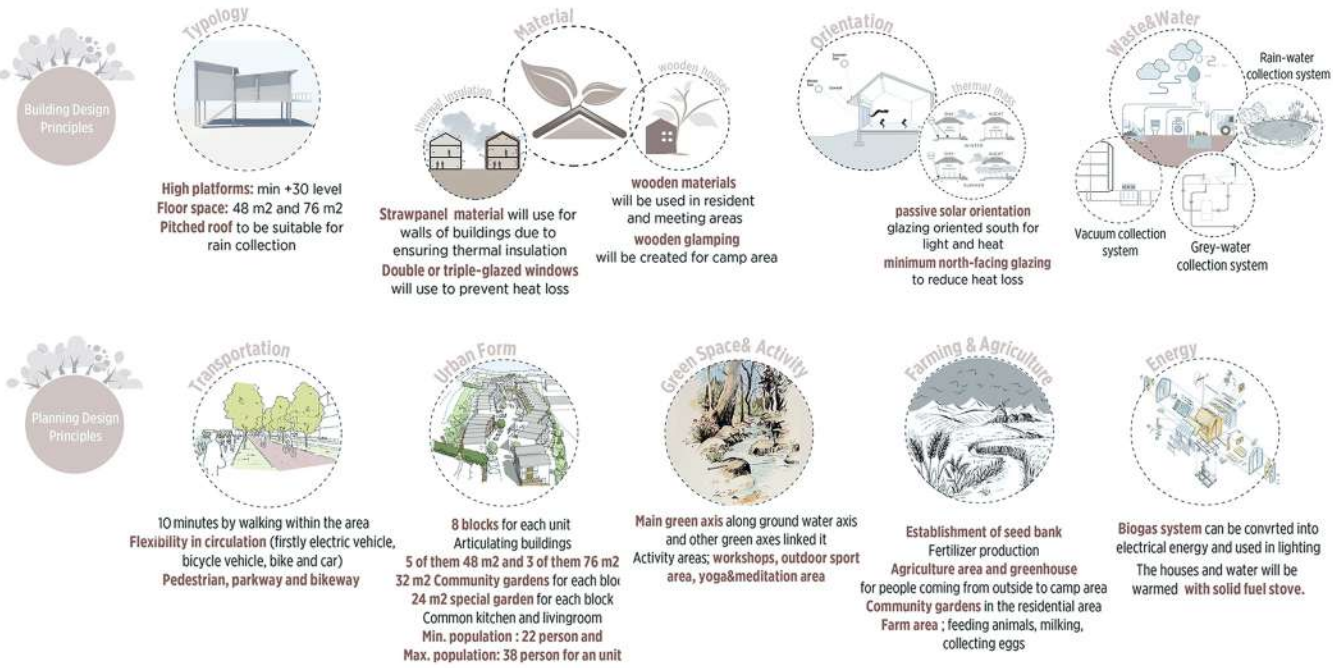 Building Design
Principles
Typology
High platforms: min +30 level
Floor space: 48 m2 and 76 m2
Pitched roof to be suitable for
rain collection
Material
thermal insulation
wooden houses
Strawpanel material will use for
walls of buildings due to
ensuring thermal insulation
Double or triple-glazed windows
will use to prevent heat loss
wooden materials
will be used in resident
and meeting areas
wooden glamping
will be created for camp area
Orientation
thermal mass
WINTER
SUMMER
passive solar orientation
glazing oriented south for
light and heat
minimum north-facing glazing
to reduce heat loss
Waste&Water
Rain-water
collection system
Vacuum collection
system
Grey-water
collection system
Planning Design
Principles
Transportation
10 minutes by walking within the area
Flexibility in circulation (firstly electric vehicle,
bicycle vehicle, bike and car)
Pedestrian, parkway and bikeway
Urban Form
8 blocks for each unit
Articulating buildings
5 of them 48 m2 and 3 of them 76 m2
32 m2 Community gardens for each bloc
24 m2 special garden for each block
Common kitchen and livingroom
Min. population : 22 person and
Max. population: 38 person for an unit
Green Space& Activity
Main green axis along ground water axis
and other green axes linked it
Activity areas; workshops, outdoor sport
area, yoga&meditation area
Farming & Agriculture
Establishment of seed bank
Fertilizer production
Agriculture area and greenhouse
for people coming from outside to camp area
Community gardens in the residential area
Farm area ; feeding animals, milking,
collecting eggs
Energy
Biogas system can be convrted into
electrical energy and used in lighting
The houses and water will be
warmed with solid fuel stove.